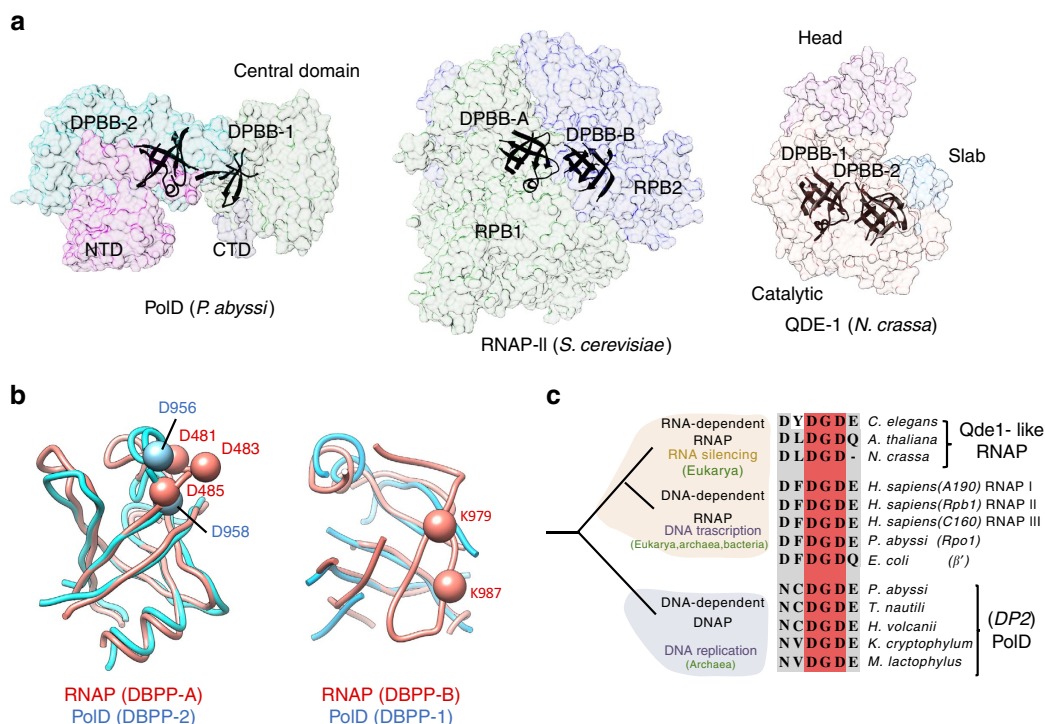 a
Central domain
DPBB-2
DPBB-1
NTD
CTD
PolD (P. abyssi)
DPBB-A
DPBB-B
RPB2
RPB1
RNAP-II (S. cerevisiae)
Head
DPBB-1
DPBB-2
Slab
Catalytic
QDE-1 (N. crassa)
b
D956
D481
D483
D485
D958
RNAP (DBPP-A)
PolD (DBPP-2)
K979
K987
RNAP (DBPP-B)
PolD (DBPP-1)
c
RNA-dependent
RNAP
RNA silencing
(Eukarya)
DNA-dependent
RNAP
DNA trascription
(Eukarya,archaea,bacteria)
DNA-dependent
DNAP
DNA replication
(Archaea)
D Y D G D E C. elegans
D L D G D Q A. thaliana
D L D G D - N. crassa
Qde1- like
RNAP
D F D G D E H. sapiens(A190) RNAP I
D F D G D E H. sapiens(Rpb1) RNAP II
D F D G D E H. sapiens(C160) RNAP III
D F D G D E P. abyssi (Rpo1)
D F D G D Q E. coli (β′)
N C D G D E P. abyssi
N C D G D E T. nautili
N C D G D E H. volcanii
N V D G D E K. cryptophylum
N V D G D E M. lactophylus
(DP2)
PolD